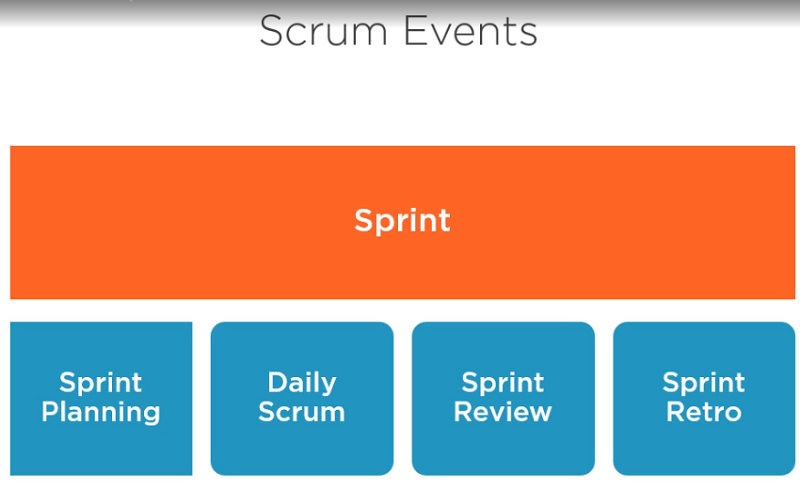 Scrum Events
Sprint
Sprint
Planning
Daily
Scrum
Sprint
Review
Sprint
Retro